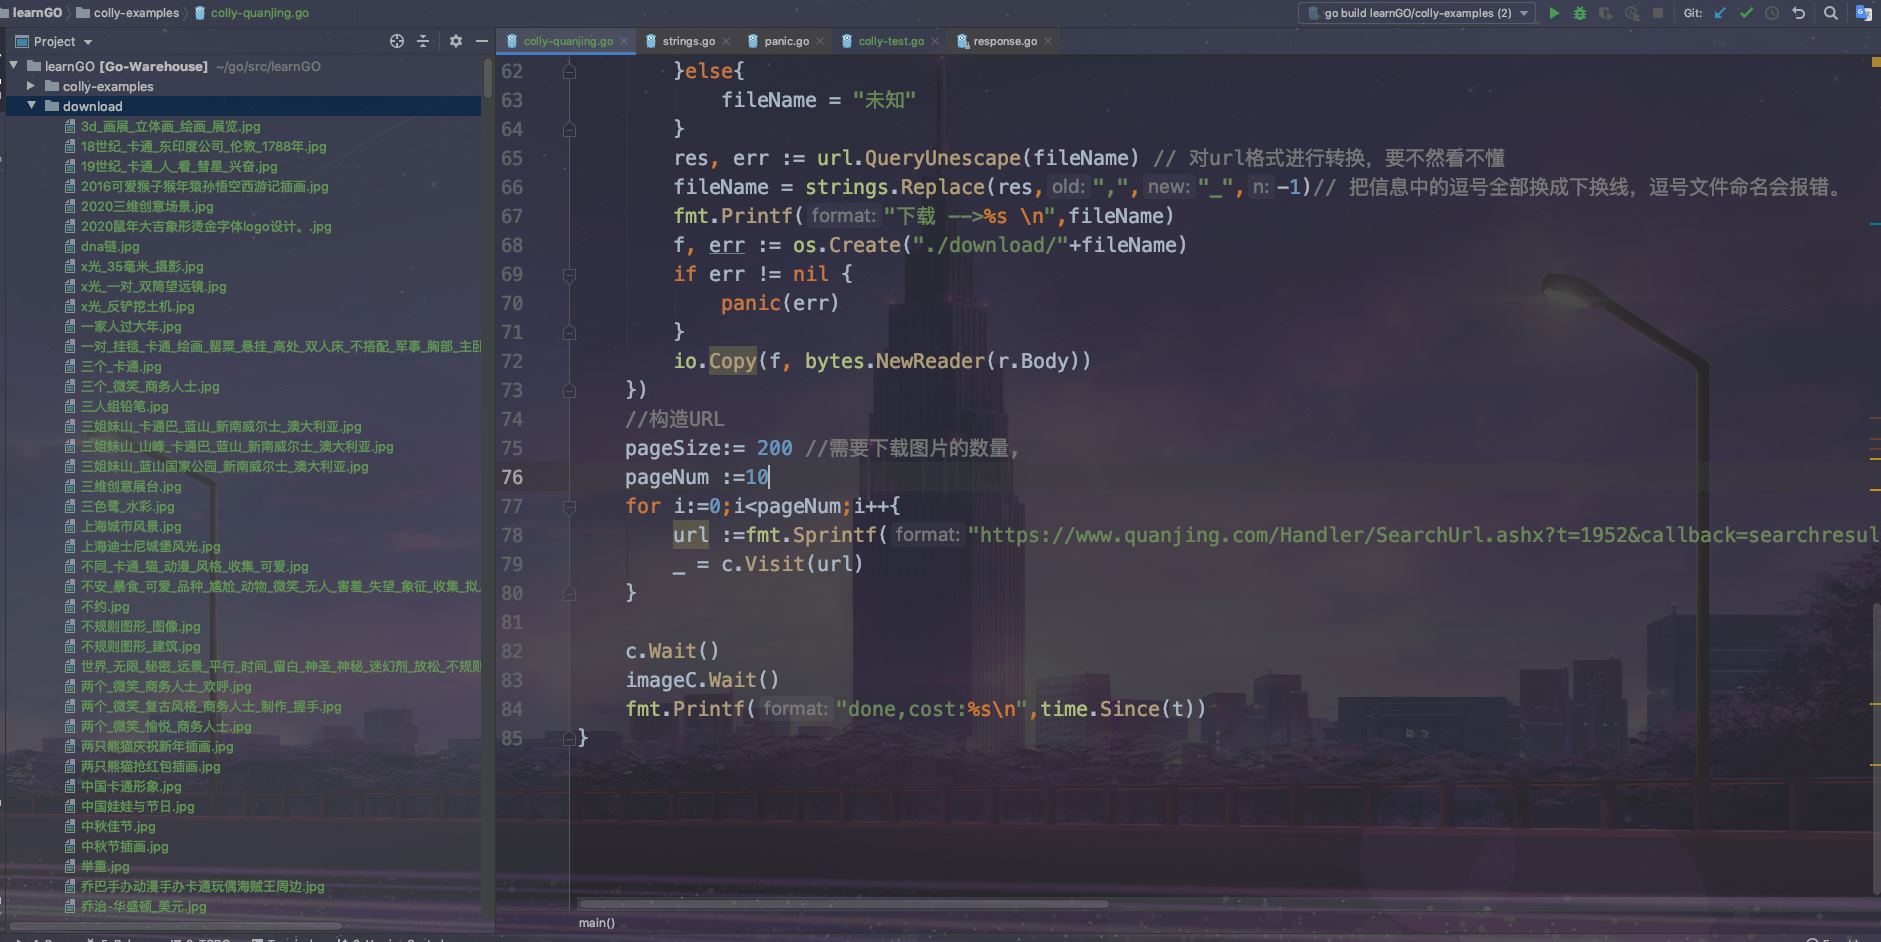 learnGO
colly-examples
colly-quanjing.go
go build learnGO/colly-examples (2)
Git:
Project
colly-quanjing.go
strings.go
panic.go
colly-test.go
response.go
learnGO [Go-Warehouse] ~/go/src/learnGO
colly-examples
download
3d_画展_立体画_绘画_展览.jpg
18世纪_卡通_东印度公司_伦敦_1788年.jpg
19世纪_卡通_人_看_彗星_兴奋.jpg
2016可爱猴子猴年猿孙悟空西游记插画.jpg
2020三维创意场景.jpg
2020鼠年大吉象形烫金字体logo设计。.jpg
dna链.jpg
x光_35毫米_摄影.jpg
x光_一对_双筒望远镜.jpg
x光_反铲挖土机.jpg
一家人过大年.jpg
一对_挂毯_卡通_绘画_罂粟_悬挂_高处_双人床_不搭配_军事_胸部_主卧
三个_卡通.jpg
三个_微笑_商务人士.jpg
三人组铅笔.jpg
三姐妹山_卡通巴_蓝山_新南威尔士_澳大利亚.jpg
三姐妹山_山峰_卡通巴_蓝山_新南威尔士_澳大利亚.jpg
三姐妹山_蓝山国家公园_新南威尔士_澳大利亚.jpg
三维创意展台.jpg
三色鹭_水彩.jpg
上海城市风景.jpg
上海迪士尼城堡风光.jpg
不同_卡通_猫_动漫_风格_收集_可爱.jpg
不安_暴食_可爱_品种_尴尬_动物_微笑_无人_害羞_失望_象征_收集_拟人
不约.jpg
不规则图形_图像.jpg
不规则图形_建筑.jpg
世界_无限_秘密_远景_平行_时间_留白_神圣_神秘_迷幻剂_放松_不规则
两个_微笑_商务人士_欢呼.jpg
两个_微笑_复古风格_商务人士_制作_握手.jpg
两个_微笑_愉悦_商务人士.jpg
两只熊猫庆祝新年插画.jpg
两只熊猫抢红包插画.jpg
中国卡通形象.jpg
中国娃娃与节日.jpg
中秋佳节.jpg
中秋节插画.jpg
举重.jpg
乔巴手办动漫手办卡通玩偶海贼王周边.jpg
乔治-华盛顿_美元.jpg
62 }else{
63 fileName = "未知"
64 }
65 res, err := url.QueryUnescape(fileName) // 对url格式进行转换，要不然看不懂
66 fileName = strings.Replace(res, old: ",", new: "_", n: -1)// 把信息中的逗号全部换成下换线，逗号文件命名会报错。
67 fmt.Printf( format: "下载 -->%s \n",fileName)
68 f, err := os.Create("./download/"+fileName)
69 if err != nil {
70 panic(err)
71 }
72 io.Copy(f, bytes.NewReader(r.Body))
73 })
74 //构造URL
75 pageSize:= 200 //需要下载图片的数量,
76 pageNum :=10
77 for i:=0;i<pageNum;i++{
78 url :=fmt.Sprintf( format: "https://www.quanjing.com/Handler/SearchUrl.ashx?t=1952&callback=searchresul
79 _ = c.Visit(url)
80 }
81
82 c.Wait()
83 imageC.Wait()
84 fmt.Printf( format: "done,cost:%s\n",time.Since(t))
85 }
main()